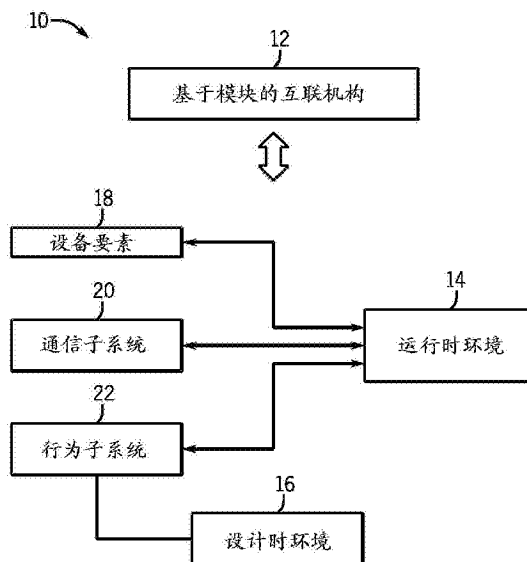 10
12
基于模块的互联机构
18
设备要素
20
通信子系统
14
运行时环境
22
行为子系统
16
设计时环境